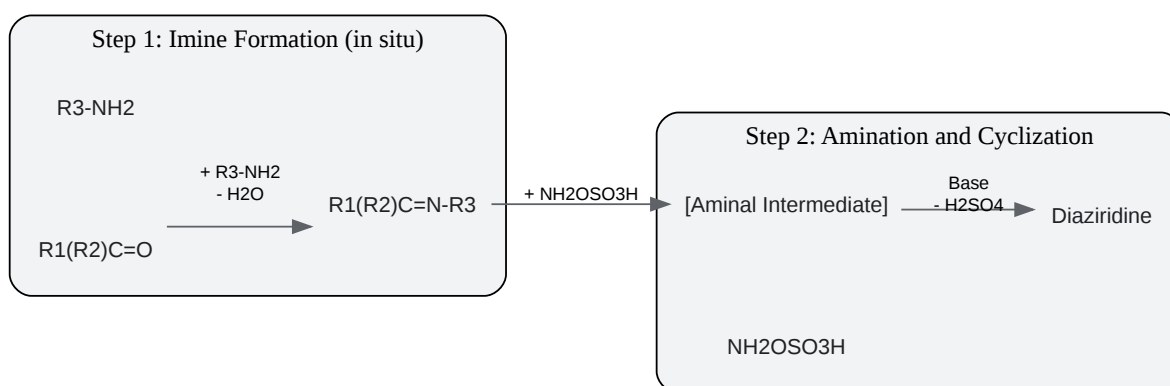 Step 1: Imine Formation (in situ)
R3-NH2
+ R3-NH2
- H2O
R1(R2)C=O
R1(R2)C=N-R3
+ NH2OSO3H
Step 2: Amination and Cyclization
[Aminal Intermediate]
Base
- H2SO4
Diaziridine
NH2OSO3H